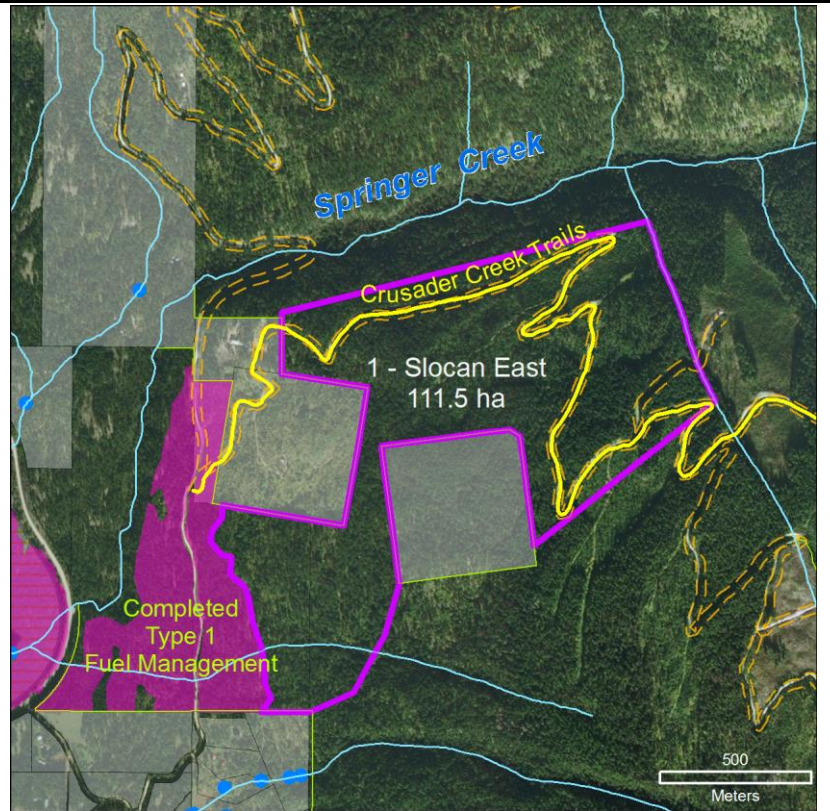 Springer Creek
Crusader Creek Trails
1 - Slocan East
111.5 ha
Completed
Type 1
Fuel Management
500
Meters